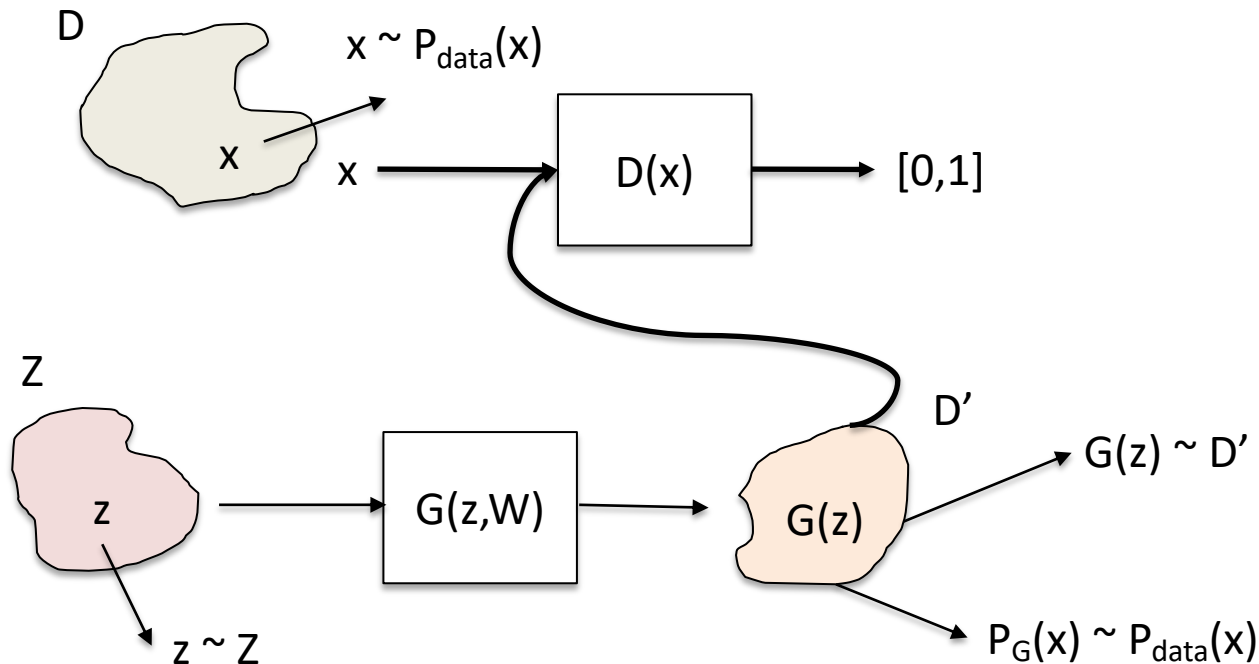 D
x ~ P_data(x)
x
x
D(x)
[0,1]
Z
D’
G(z) ~ D’
z
G(z,W)
G(z)
z ~ Z
P_G(x) ~ P_data(x)